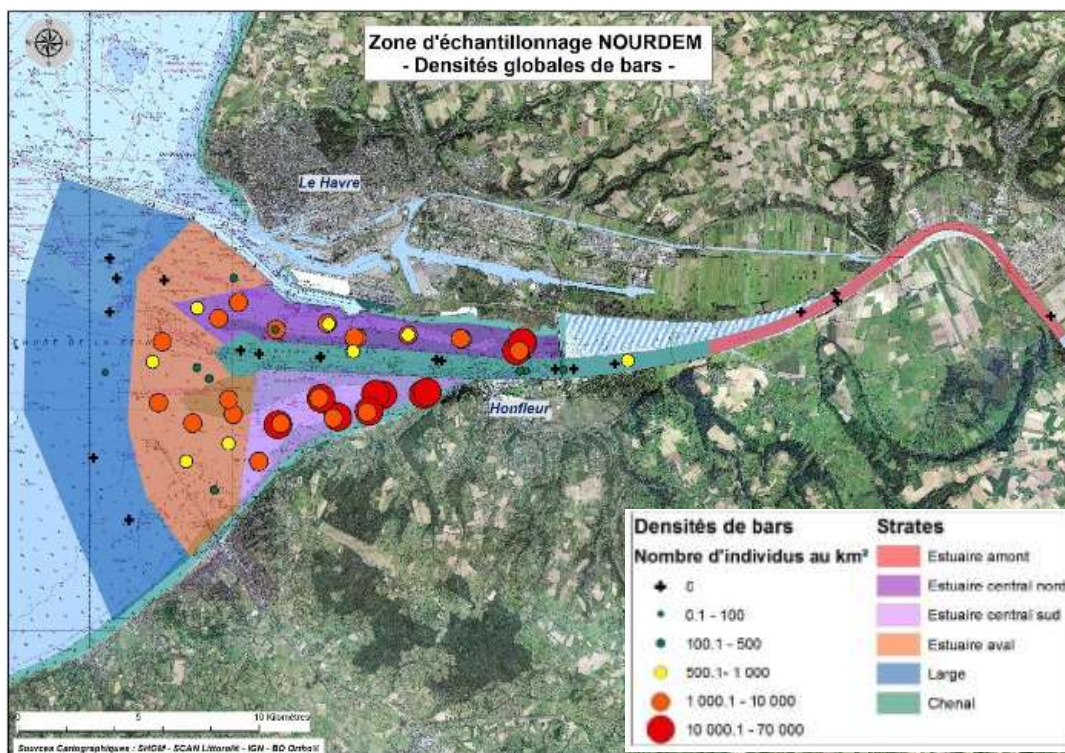 Zone d'échantillonnage NOURDEM
- Densités globales de bars -
Le Havre
Honfleur
Densités de bars
Nombre d'individus au km²
0
0.1 - 100
100.1 - 500
500.1- 1 000
1 000.1 - 10 000
10 000.1 - 70 000
Strates
Estuaire amont
Estuaire central nord
Estuaire central sud
Estuaire aval
Large
Chenal
0 5 10 Kilomètres
Sources Cartographiques : SHOM - SCAN Littoral® - IGN - BD Ortho®